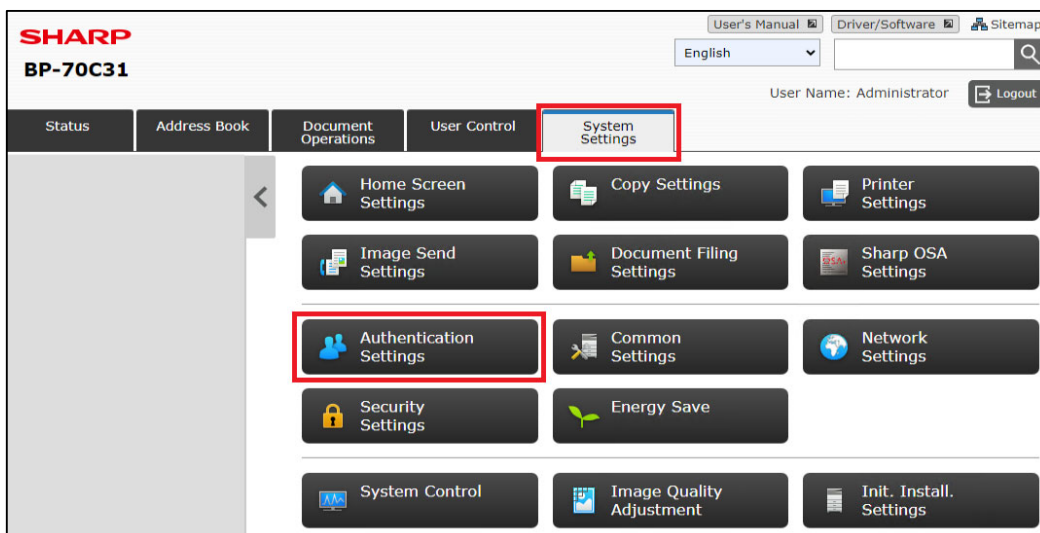 User's Manual Driver/Software Sitemap
SHARP
English
BP-70C31
User Name: Administrator Logout
Status Address Book Document Operations User Control System Settings
Home Screen Settings Copy Settings Printer Settings
Image Send Settings Document Filing Settings Sharp OSA Settings
Authentication Settings Common Settings Network Settings
Security Settings Energy Save
System Control Image Quality Adjustment Init. Install. Settings